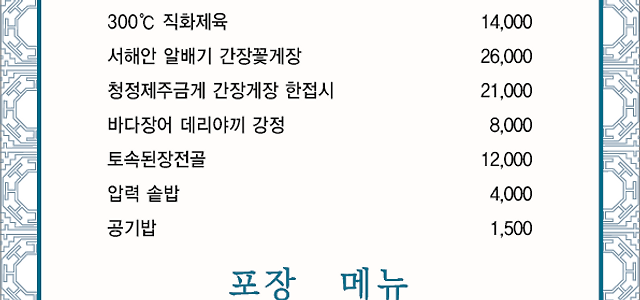 300℃ 직화제육 14,000
서해안 알배기 간장꽃게장 26,000
청정제주금게 간장게장 한접시 21,000
바다장어 데리야끼 강정 8,000
토속된장전골 12,000
압력 솥밥 4,000
공기밥 1,500
포장 메뉴